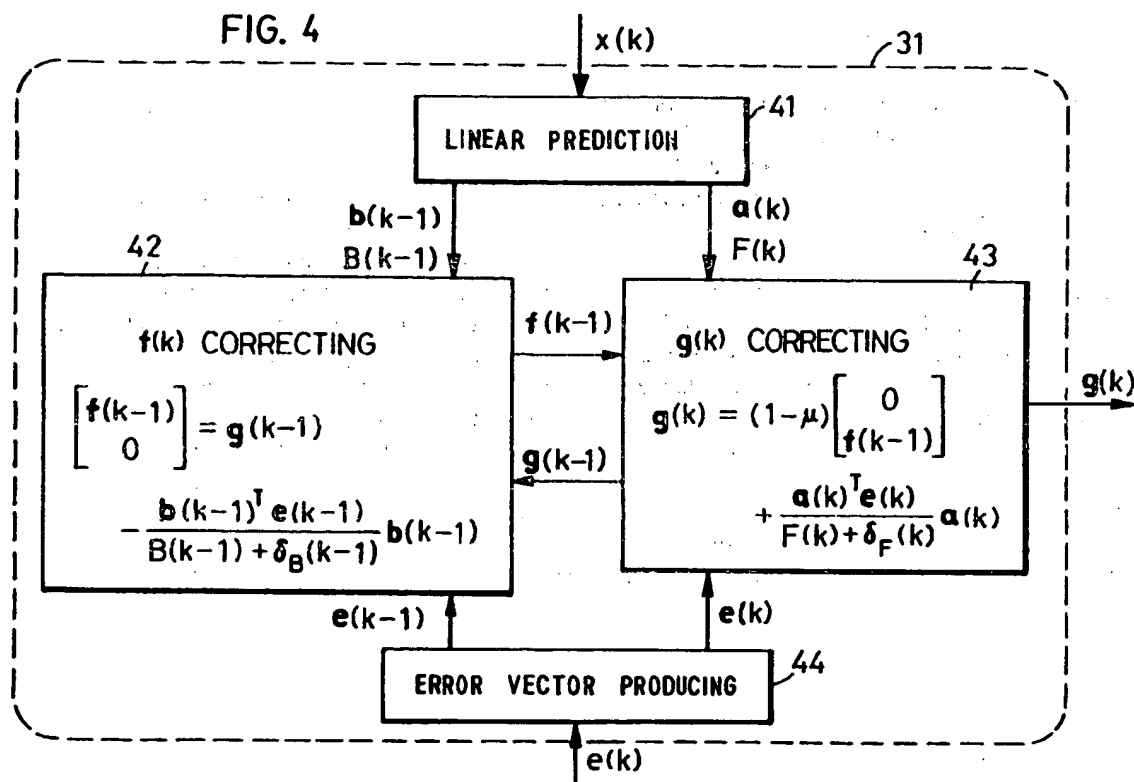 FIG. 4
x(k)
31
41
LINEAR PREDICTION
b(k-1)
B(k-1)
a(k)
F(k)
42
43
f(k) CORRECTING
[f(k-1)
0] = g(k-1)
- b(k-1)ᵀ e(k-1) / B(k-1) + δ_B(k-1) b(k-1)
f(k-1)
g(k-1)
g(k) CORRECTING
g(k) = (1-μ) [0
f(k-1)]
+ a(k)ᵀ e(k) / F(k) + δ_F(k) a(k)
g(k)
e(k-1)
e(k)
44
ERROR VECTOR PRODUCING
e(k)